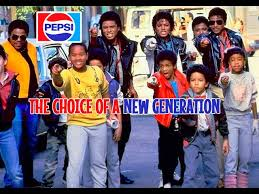 PEPSI
THE CHOICE OF A NEW GENERATION